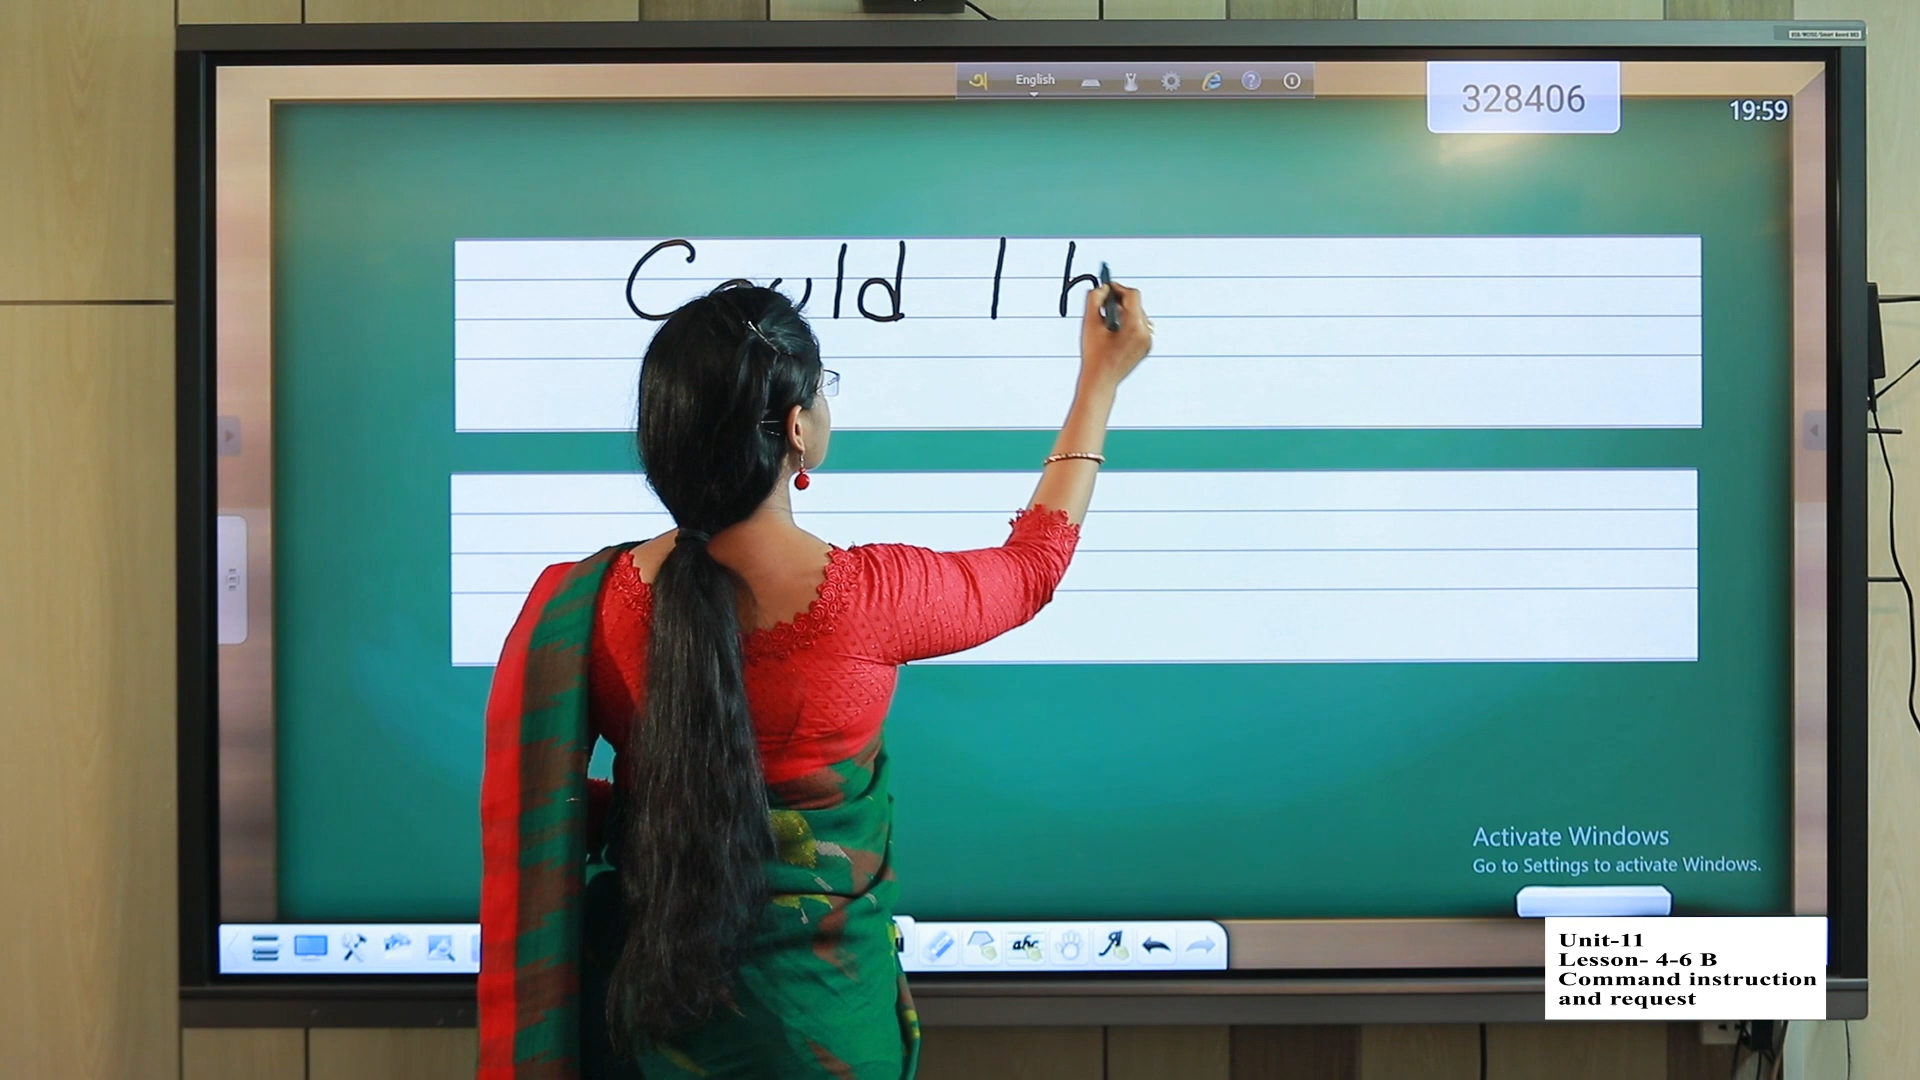 English
328406
19:59
Could I h
Activate Windows
Go to Settings to activate Windows.
abc
Unit-11
Lesson- 4-6 B
Command instruction
and request